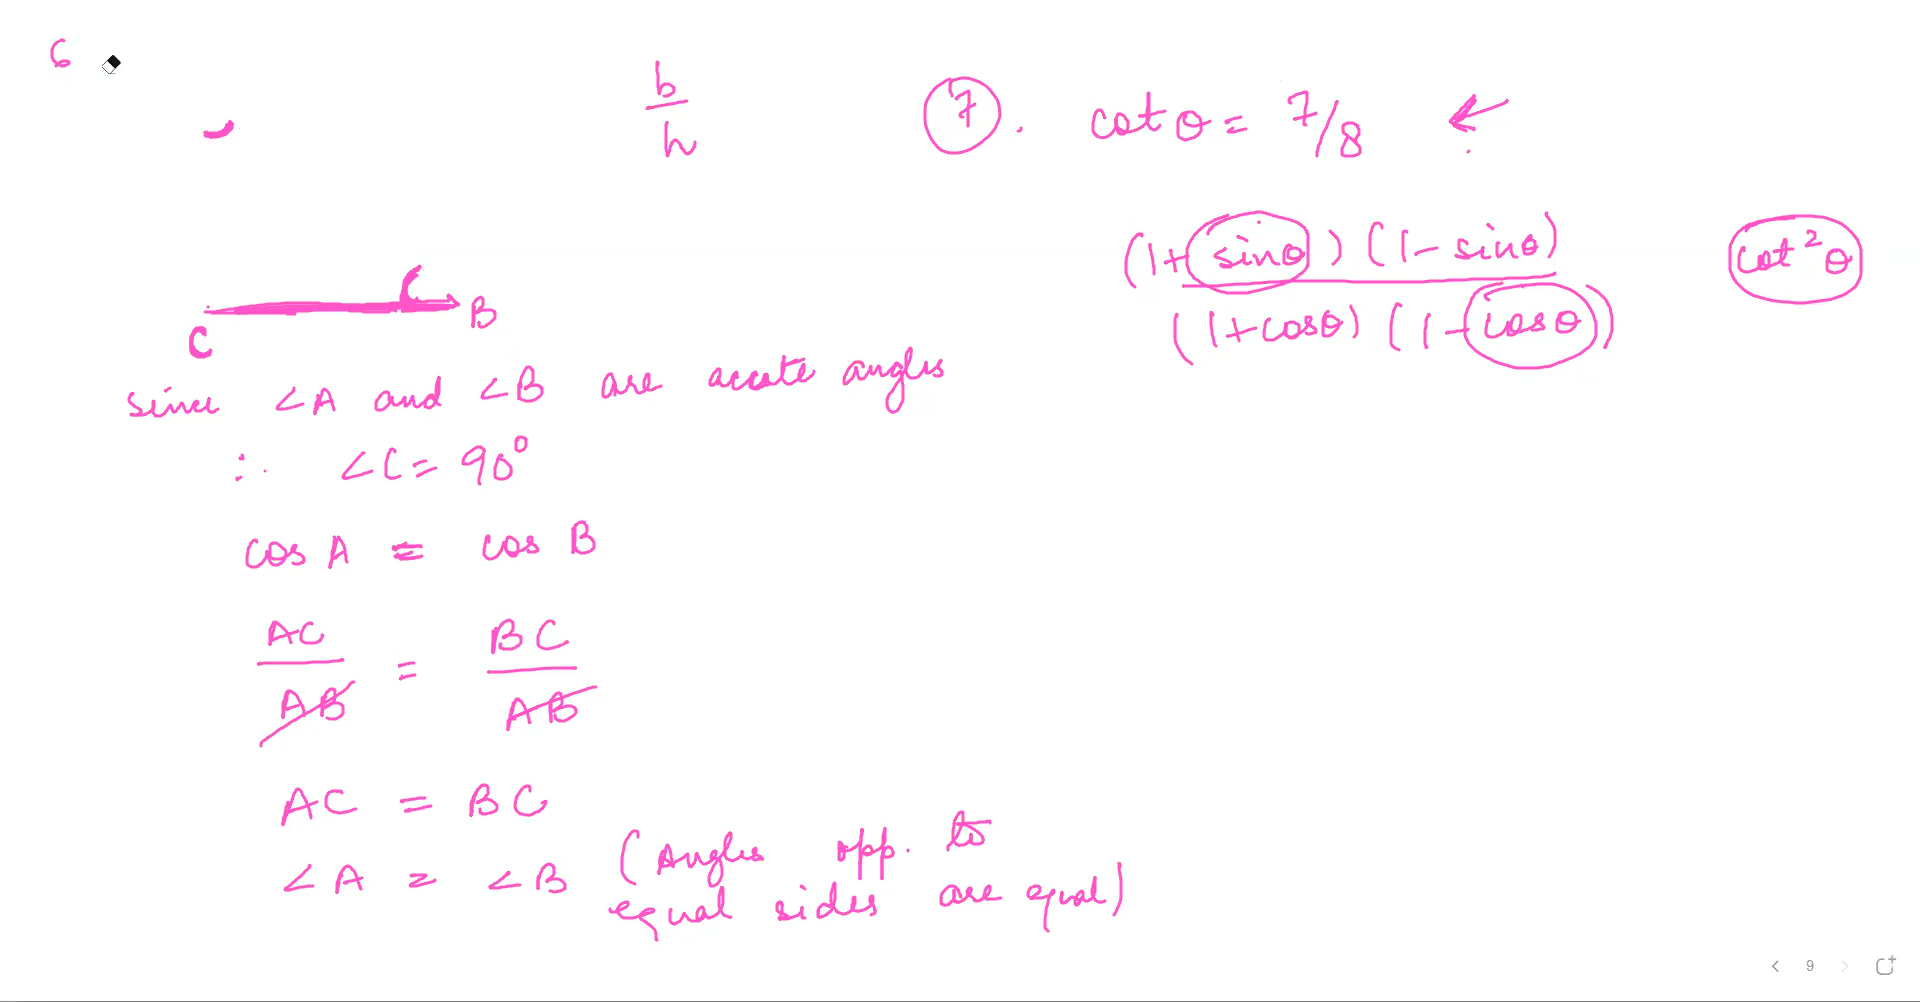 6
b
h
7. cot θ = 7/8
(1+ sinθ) (1- sinθ)
(1+cosθ) (1- cosθ)
cot²θ
C
B
Since ∠A and ∠B are accute angles
∴ ∠C = 90°
cos A = cos B
AC = BC
AB AB
AC = BC
∠A = ∠B (Angles opp. to
equal sides are equal)
9